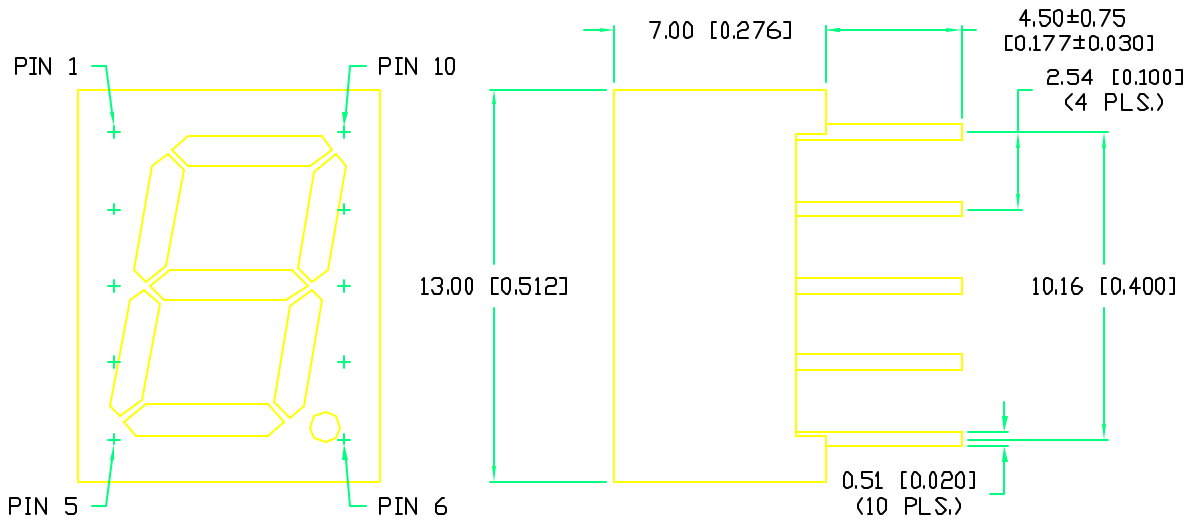 7.00 [0.276]
4.50±0.75
[0.177±0.030]
PIN 1
PIN 10
2.54 [0.100]
(4 PLS.)
13.00 [0.512]
10.16 [0.400]
0.51 [0.020]
(10 PLS.)
PIN 5
PIN 6